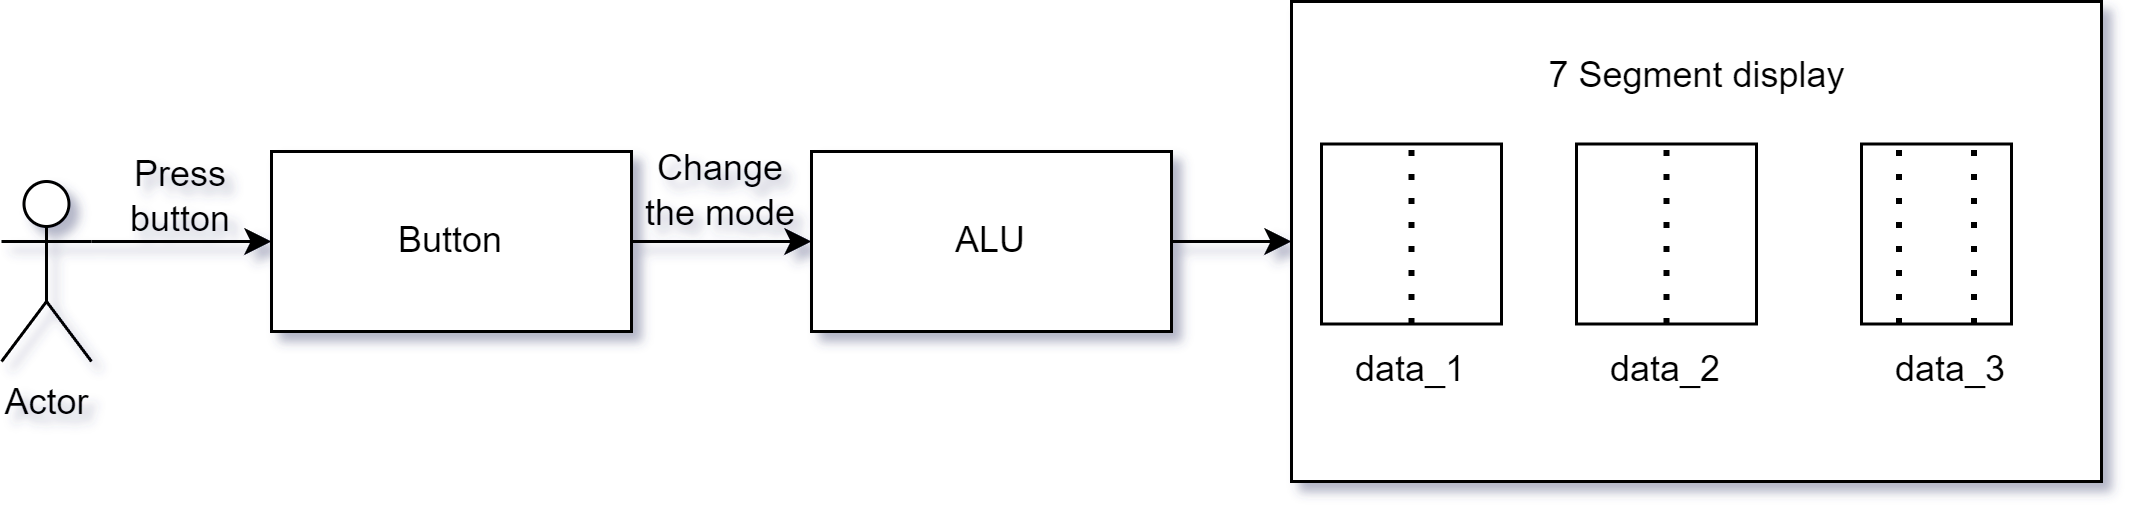 7 Segment display
Press
button
Change
the mode
Button
ALU
data_1
data_2
data_3
Actor